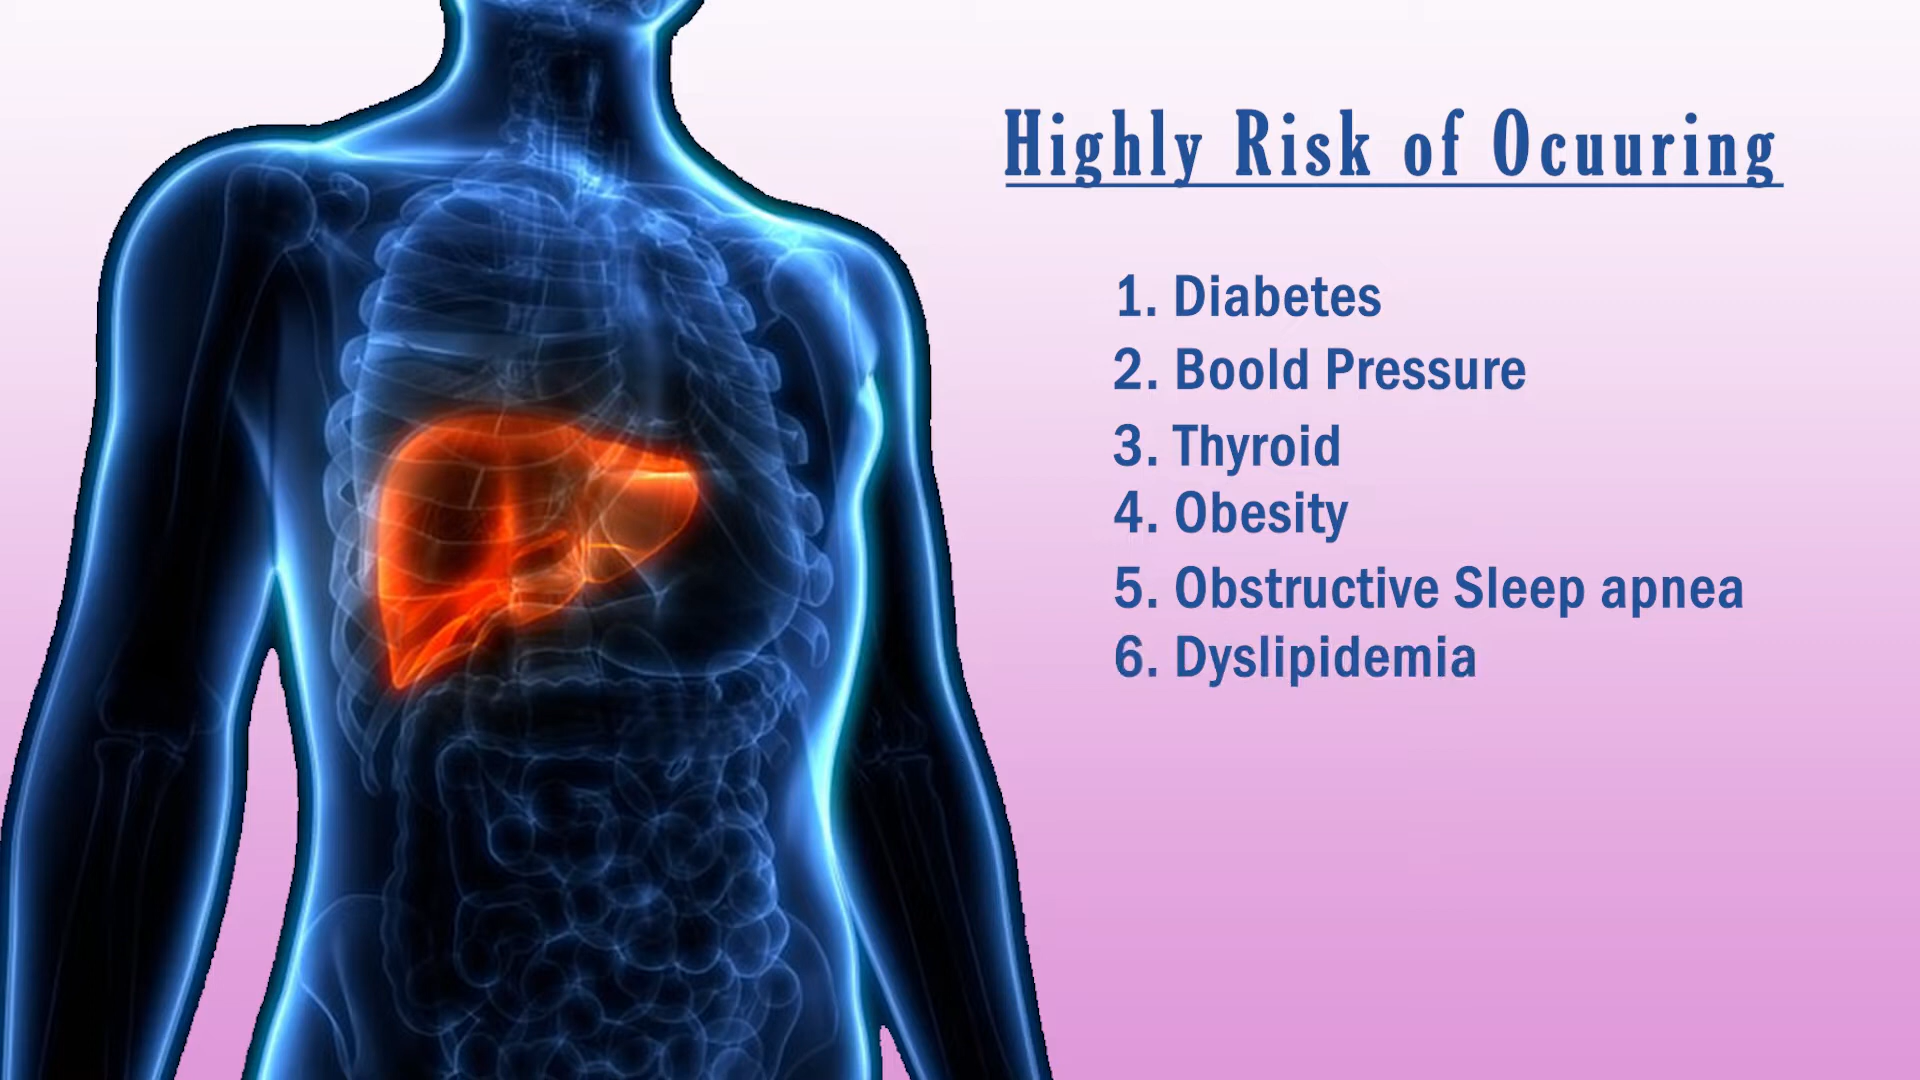 Highly Risk of Ocuuring
1. Diabetes
2. Boold Pressure
3. Thyroid
4. Obesity
5. Obstructive Sleep apnea
6. Dyslipidemia